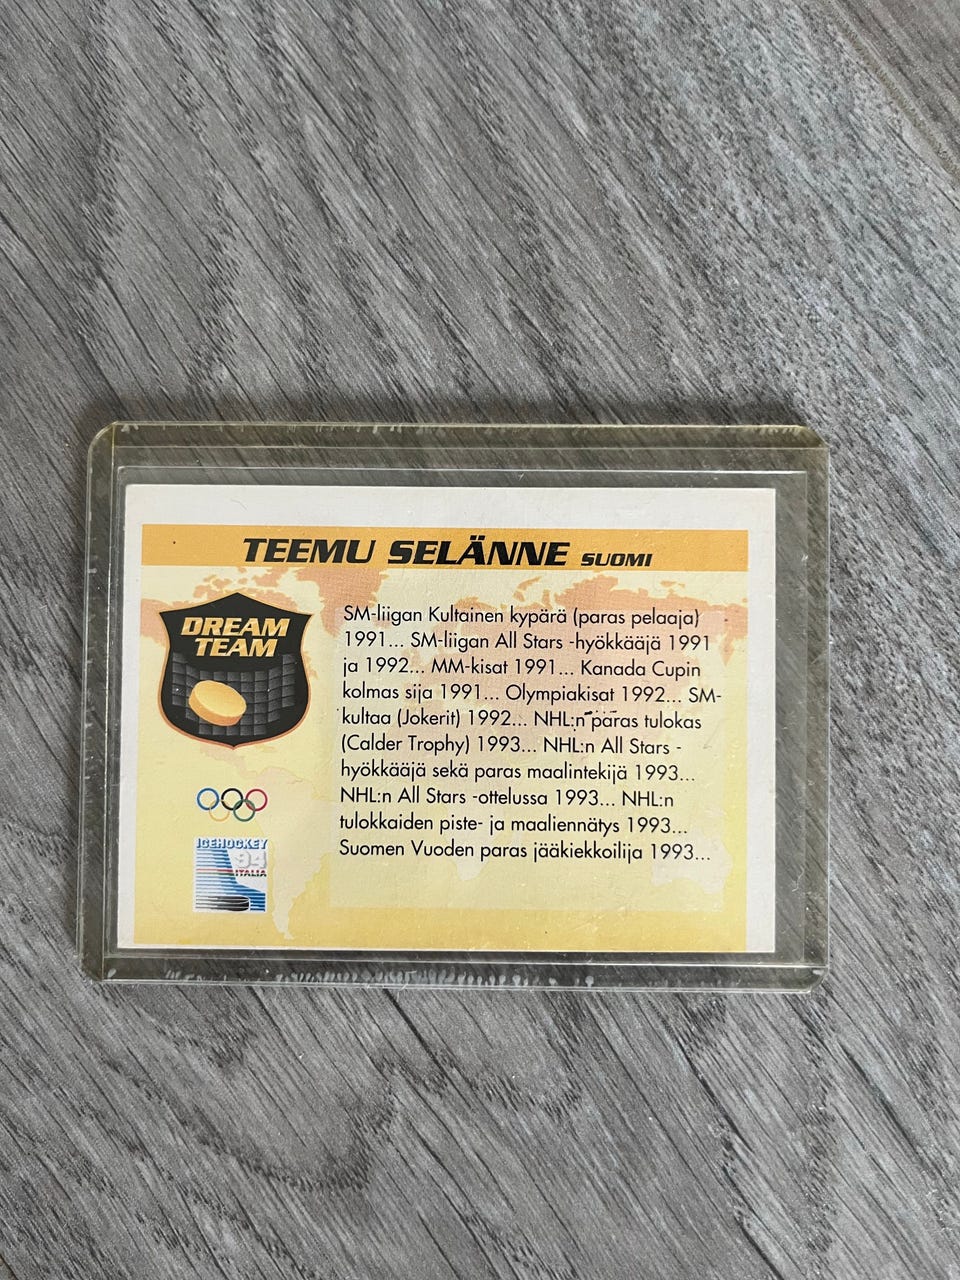 TEEMU SELÄNNE SUOMI
DREAM
TEAM
SM-liigan Kultainen kypärä (paras pelaaja)
1991... SM-liigan All Stars -hyökkääjä 1991
ja 1992... MM-kisat 1991... Kanada Cupin
kolmas sija 1991... Olympiakisat 1992... SM-
kultaa (Jokerit) 1992... NHL:n paras tulokas
(Calder Trophy) 1993... NHL:n All Stars -
hyökkääjä sekä paras maalintekijä 1993...
NHL:n All Stars -ottelussa 1993... NHL:n
tulokkaiden piste- ja maaliennätys 1993...
Suomen Vuoden paras jääkiekkoilija 1993...
ICEHOCKEY
94
ITALIA